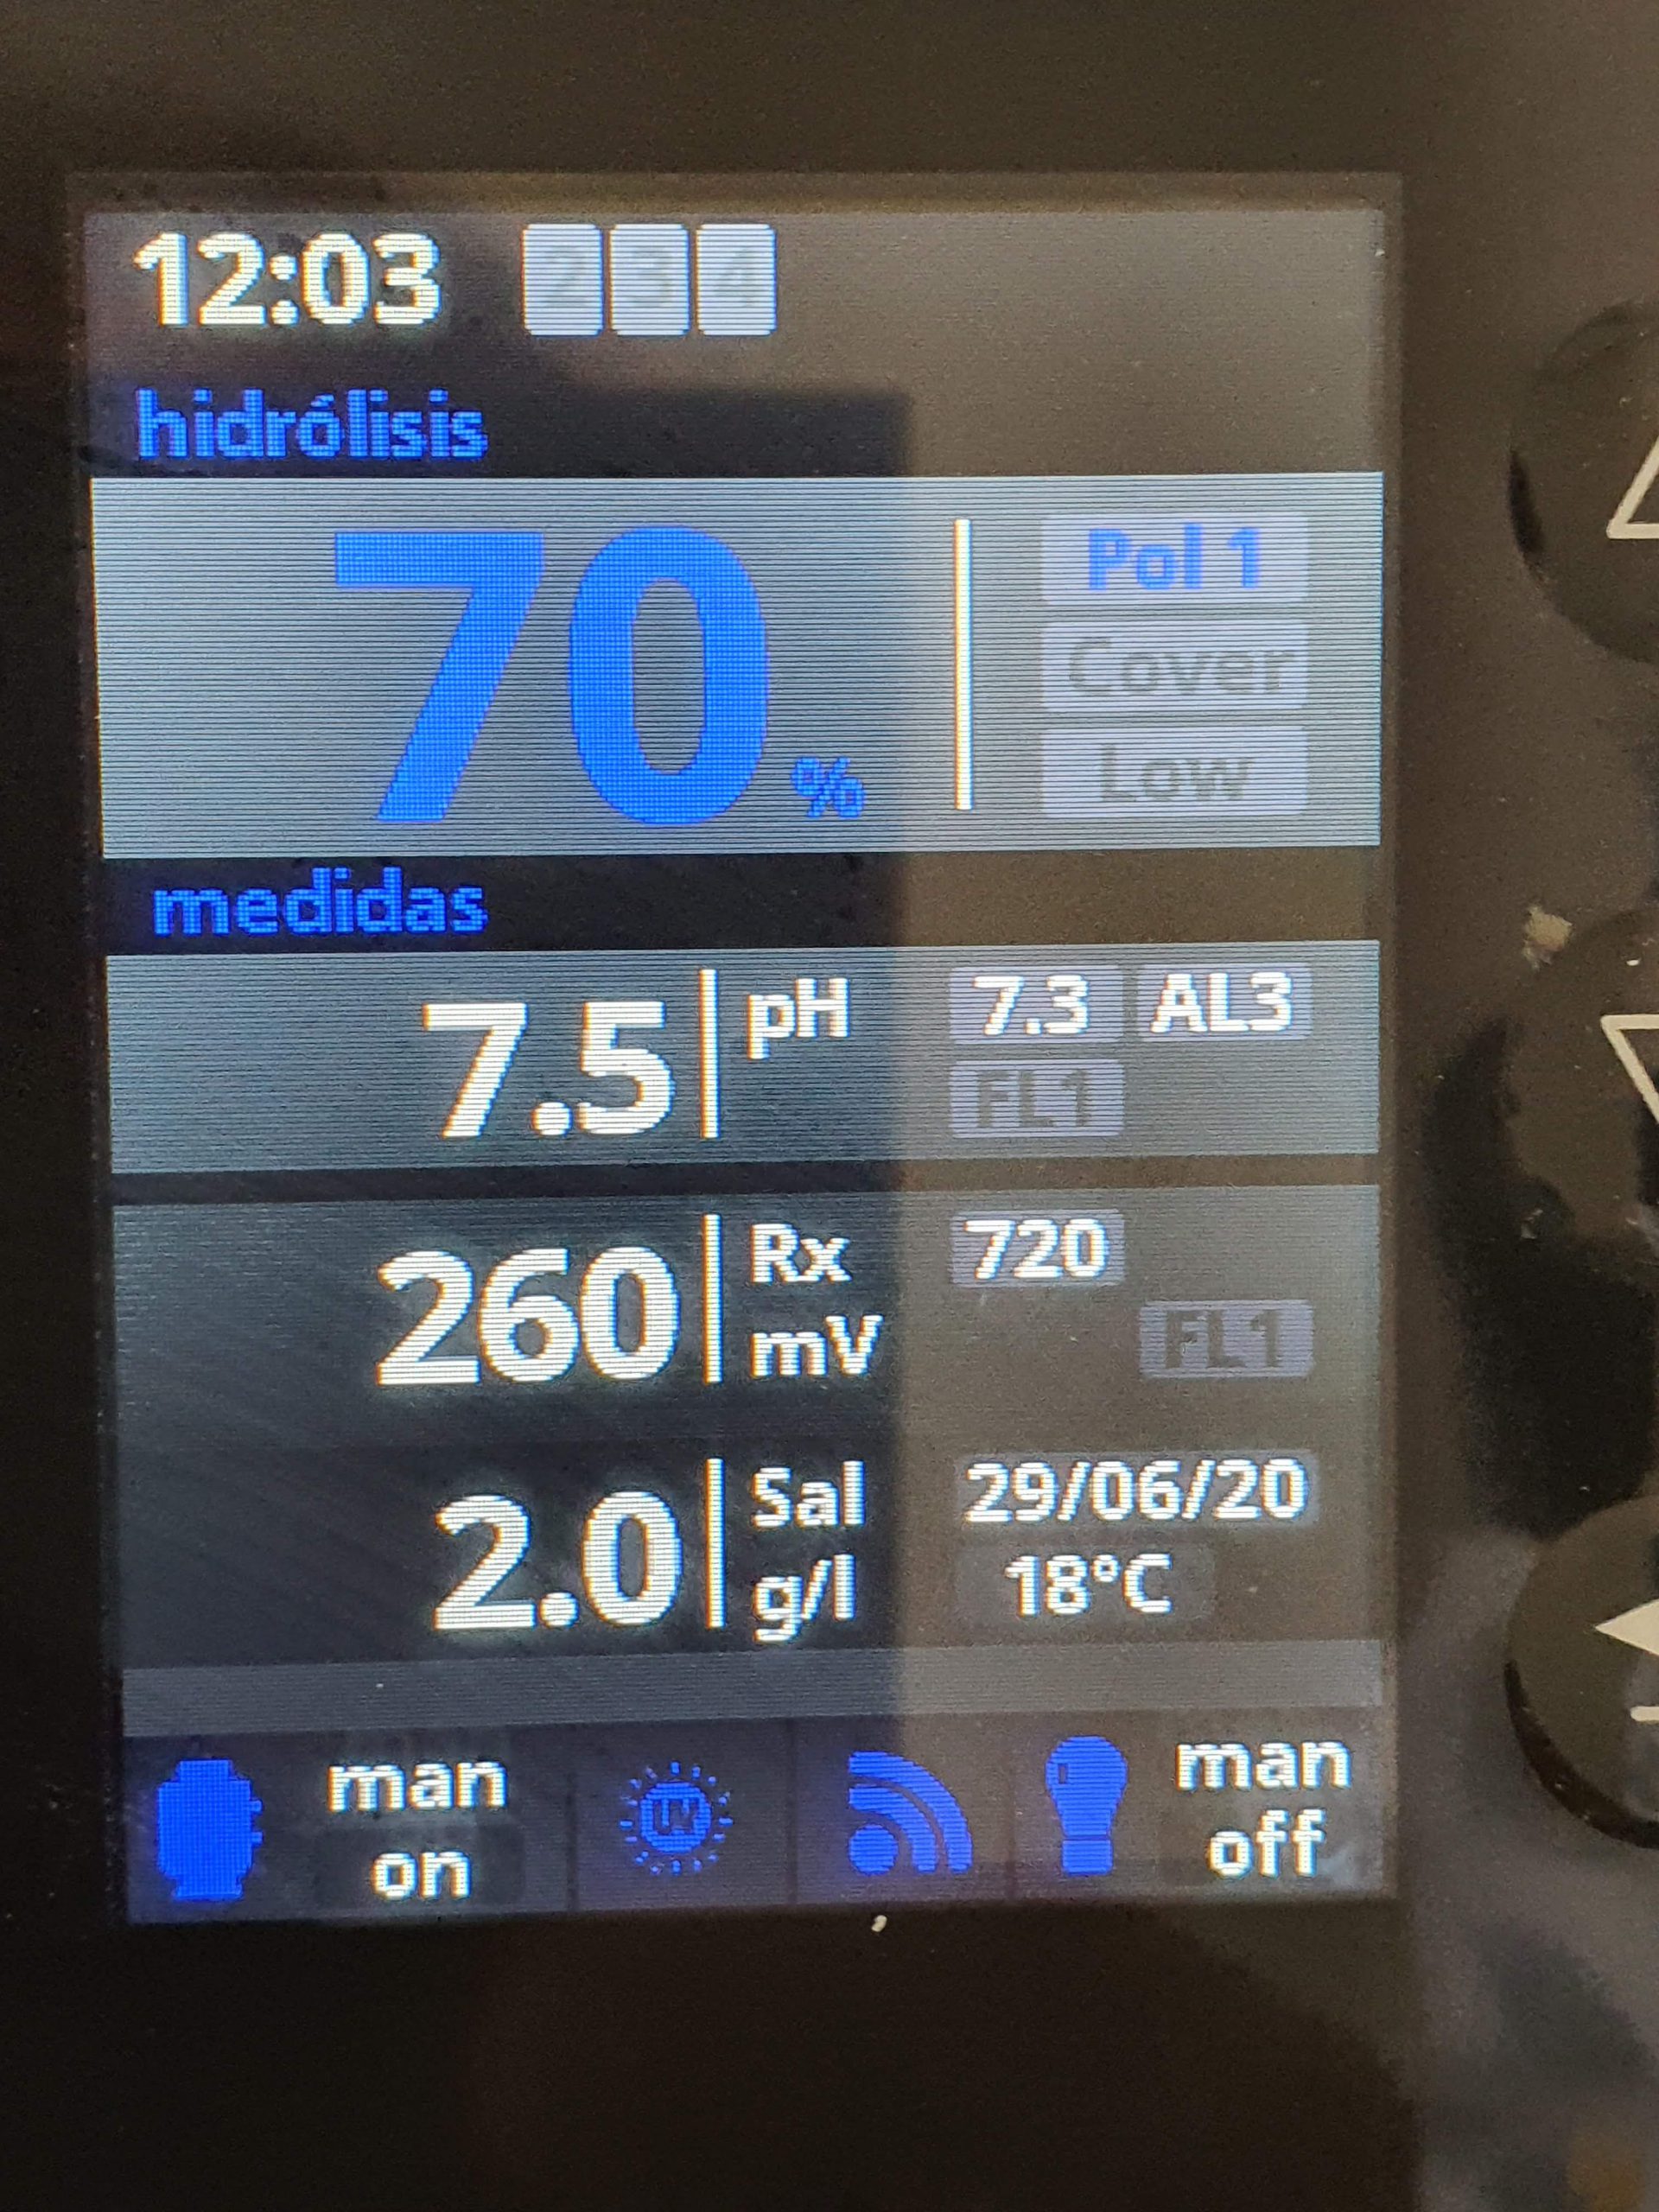 12:03 2 3 4
hidrólisis
70 %
Pol 1
Cover
Low
medidas
7.5 pH 7.3 AL3
FL1
260 Rx mV 720
FL1
2.0 Sal g/l 29/06/20
18°C
man on
UV
man off